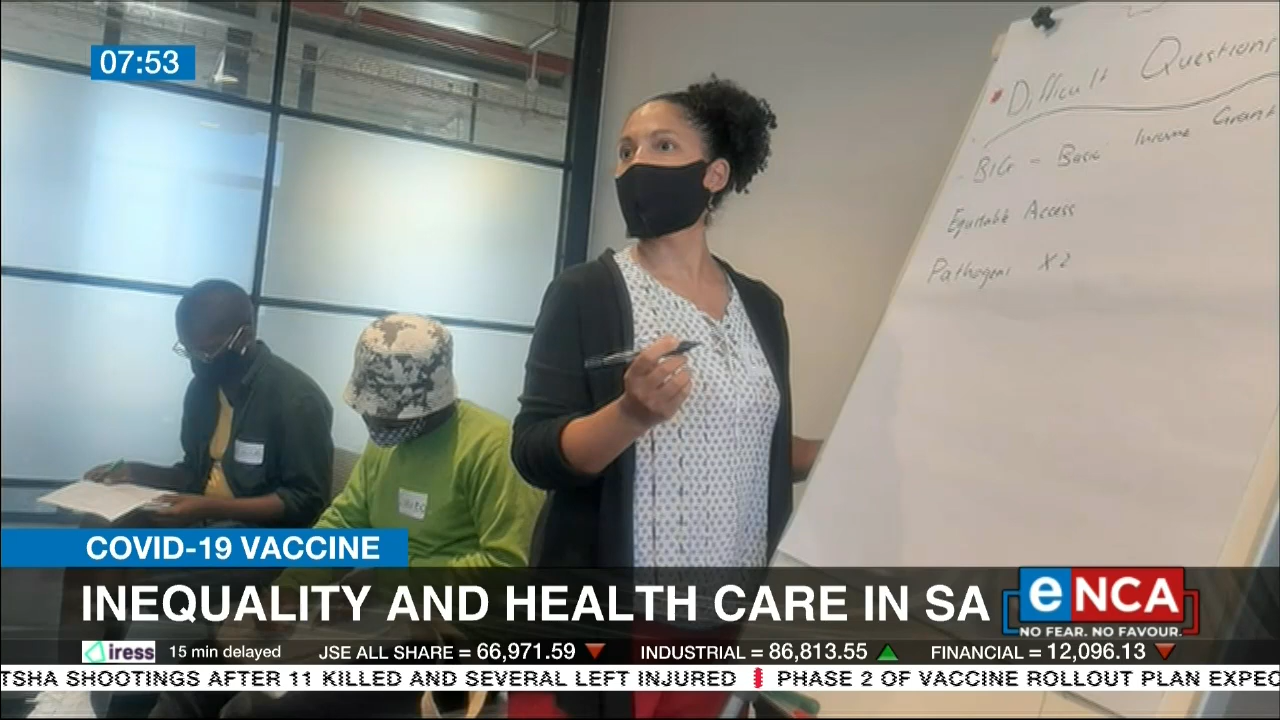 07:53
Difficult Questions
BIG = Basic Income Grant
Equitable Access
Pathogens X2
COVID-19 VACCINE
INEQUALITY AND HEALTH CARE IN SA
eNCA
NO FEAR. NO FAVOUR.
iress 15 min delayed JSE ALL SHARE = 66,971.59 INDUSTRIAL = 86,813.55 FINANCIAL = 12,096.13
TSHA SHOOTINGS AFTER 11 KILLED AND SEVERAL LEFT INJURED PHASE 2 OF VACCINE ROLLOUT PLAN EXPEC